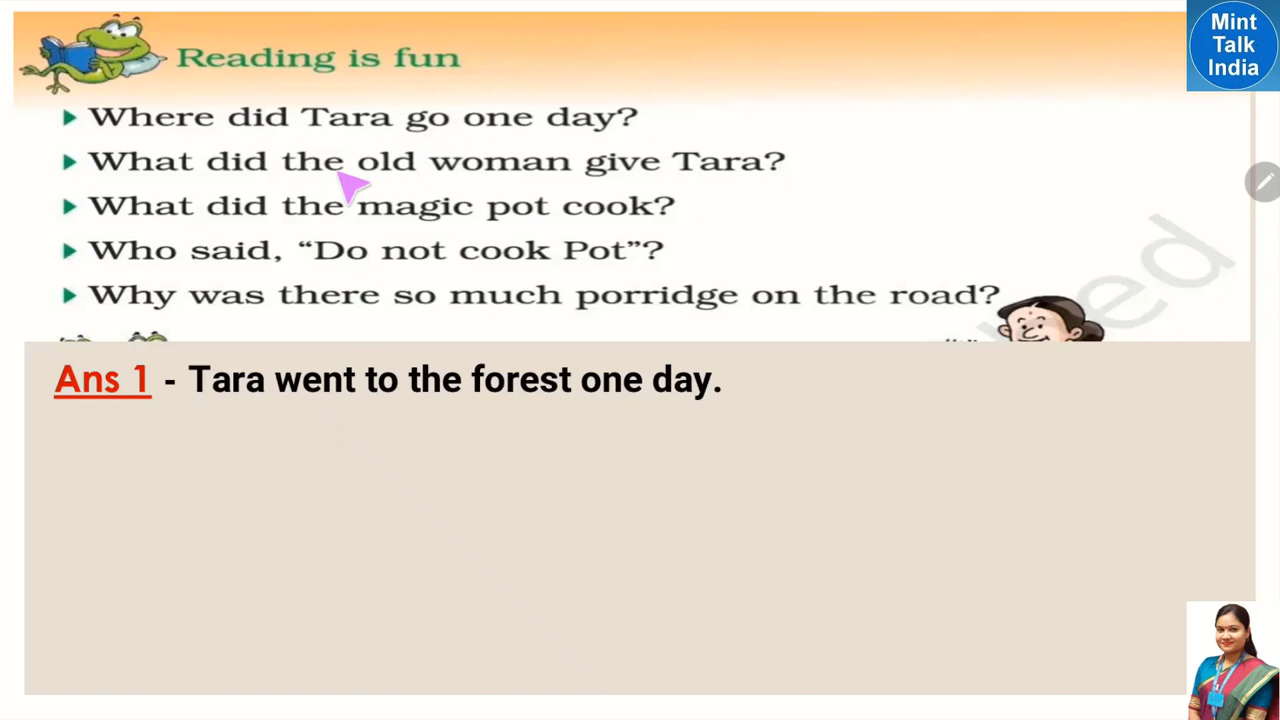 Reading is fun
Where did Tara go one day?
What did the old woman give Tara?
What did the magic pot cook?
Who said, “Do not cook Pot”?
Why was there so much porridge on the road?
Ans 1 - Tara went to the forest one day.
Mint
Talk
India